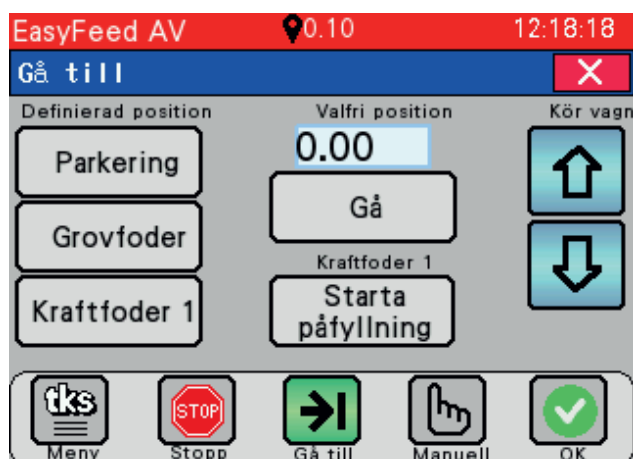 EasyFeed AV 0.10 12:18:18
Gå till
Definierad position Valfri position Kör vagn
0.00
Parkering
Gå
Grovfoder
Kraftfoder 1
Starta
påfyllning
Kraftfoder 1
tks STOP
Meny Stopp Gå till Manuell OK